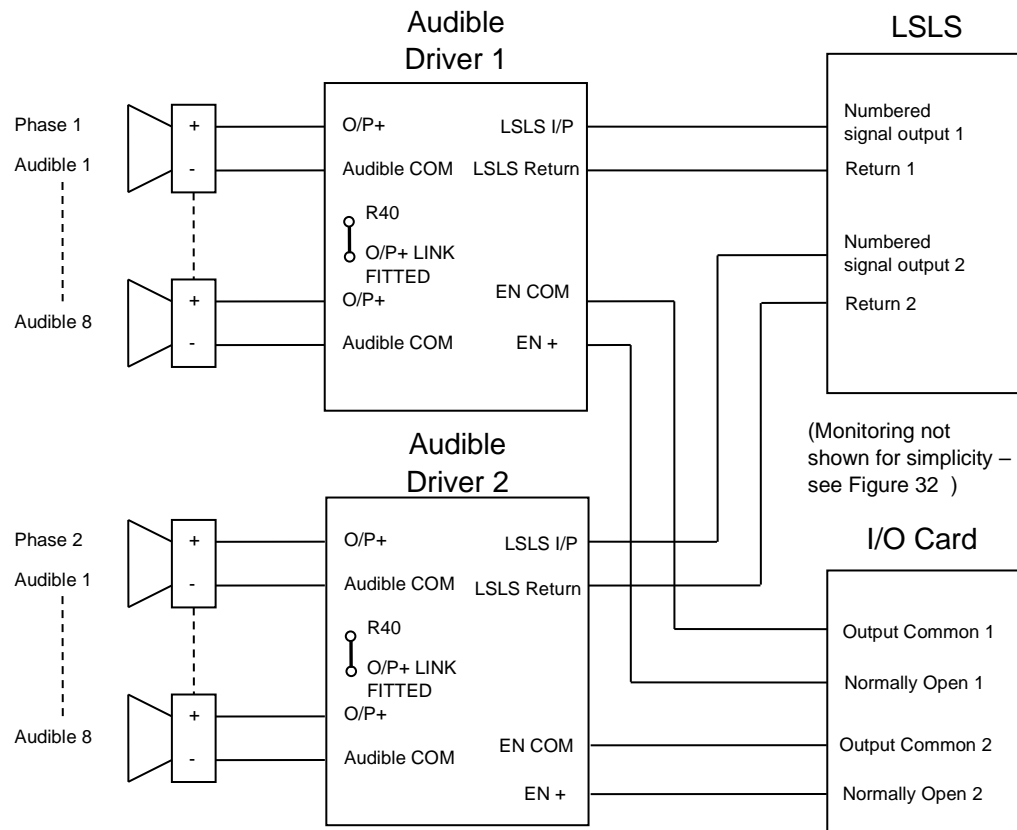 Audible
Driver 1
LSLS
Phase 1
Audible 1
Audible 8
+
-
+
-
O/P+
Audible COM
R40
O/P+ LINK
FITTED
O/P+
Audible COM
LSLS I/P
LSLS Return
EN COM
EN +
Numbered
signal output 1
Return 1
Numbered
signal output 2
Return 2
(Monitoring not
shown for simplicity –
see Figure 32 )
Audible
Driver 2
I/O Card
Phase 2
Audible 1
Audible 8
+
-
+
-
O/P+
Audible COM
R40
O/P+ LINK
FITTED
O/P+
Audible COM
LSLS I/P
LSLS Return
EN COM
EN +
Output Common 1
Normally Open 1
Output Common 2
Normally Open 2